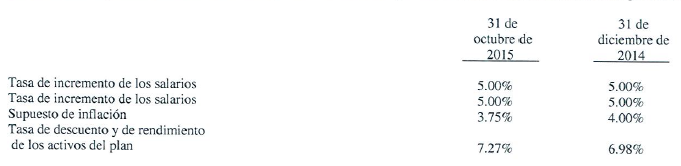 31 de 31 de
octubre de diciembre de
2015 2014
Tasa de incremento de los salarios 5.00% 5.00%
Tasa de incremento de los salarios 5.00% 5.00%
Supuesto de inflación 3.75% 4.00%
Tasa de descuento y de rendimiento
de los activos del plan 7.27% 6.98%